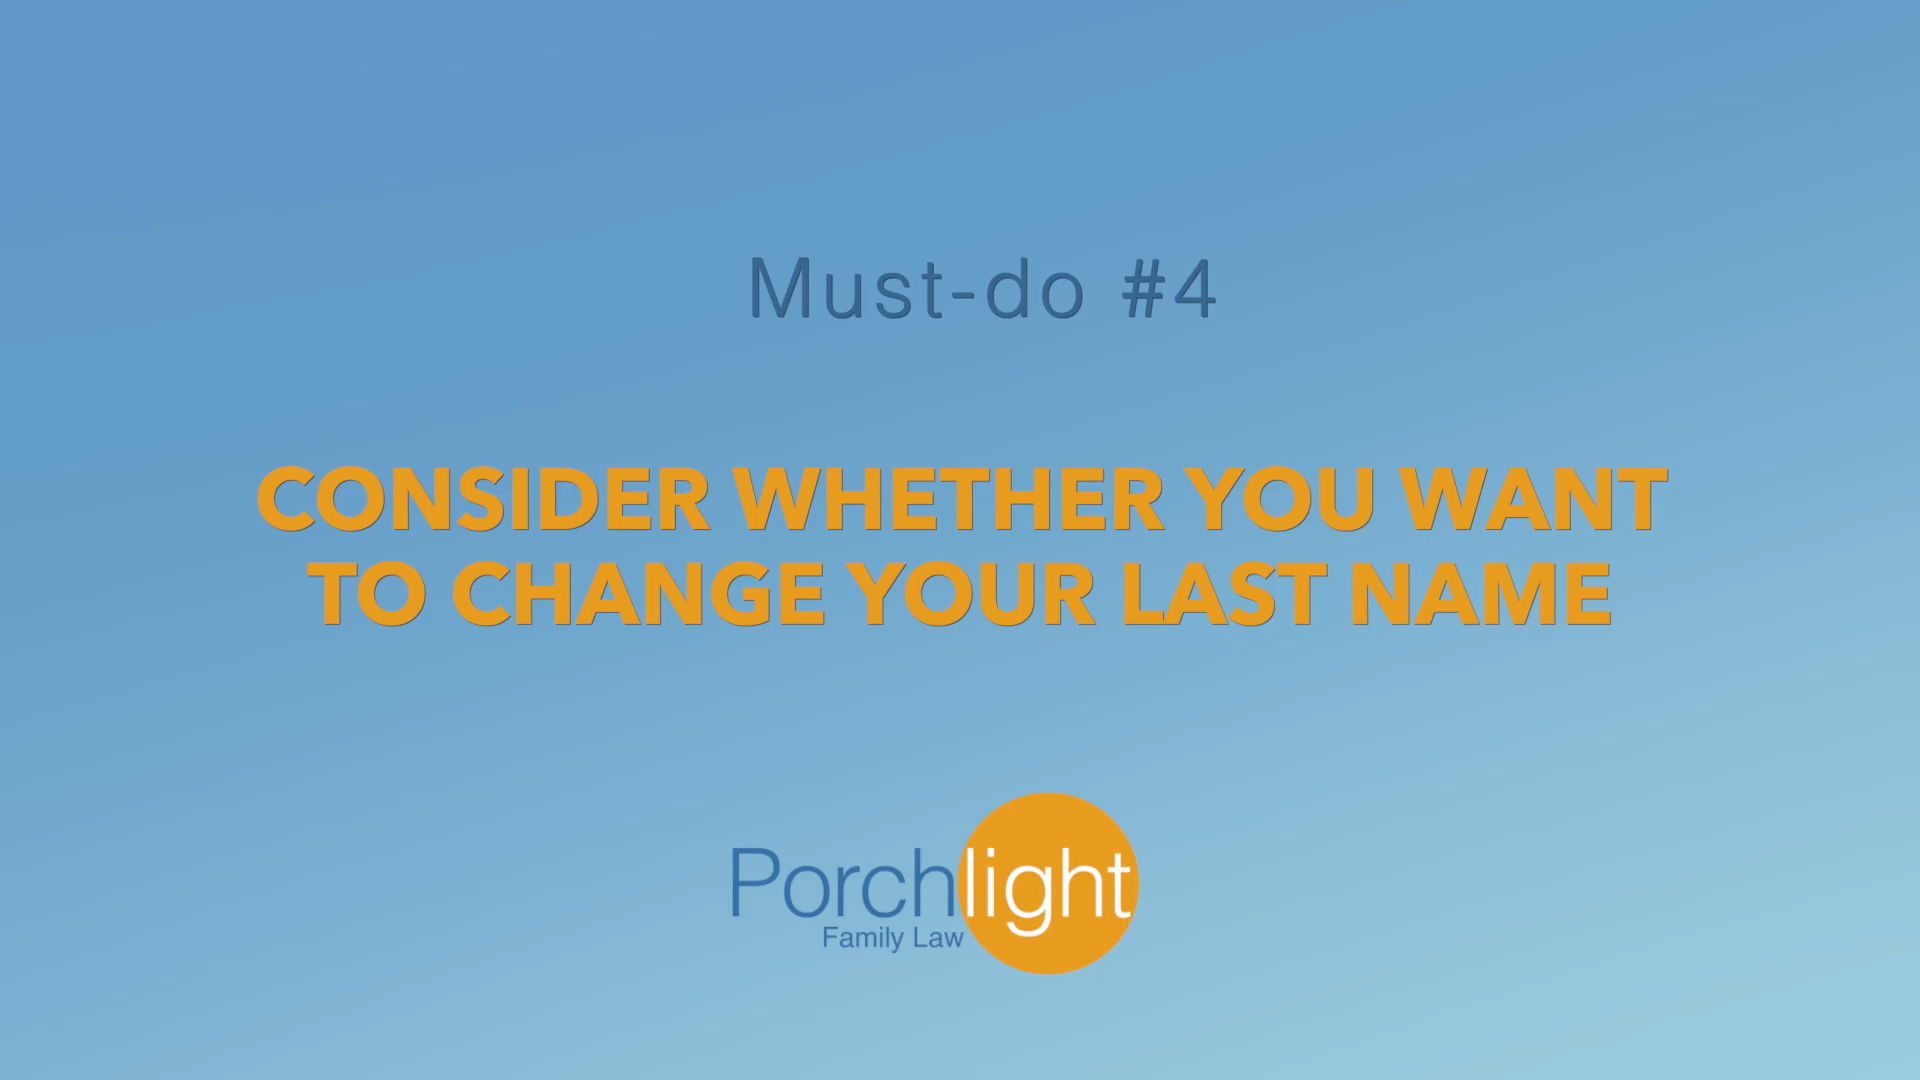 Must-do #4
CONSIDER WHETHER YOU WANT
TO CHANGE YOUR LAST NAME
Porchlight
Family Law